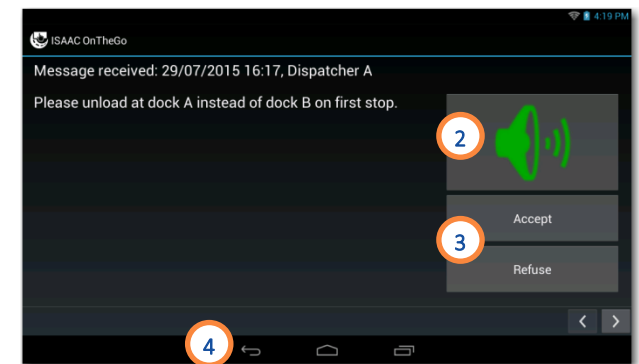 4:19 PM
ISAAC OnTheGo
Message received: 29/07/2015 16:17, Dispatcher A
Please unload at dock A instead of dock B on first stop.
2
Accept
3
Refuse
4